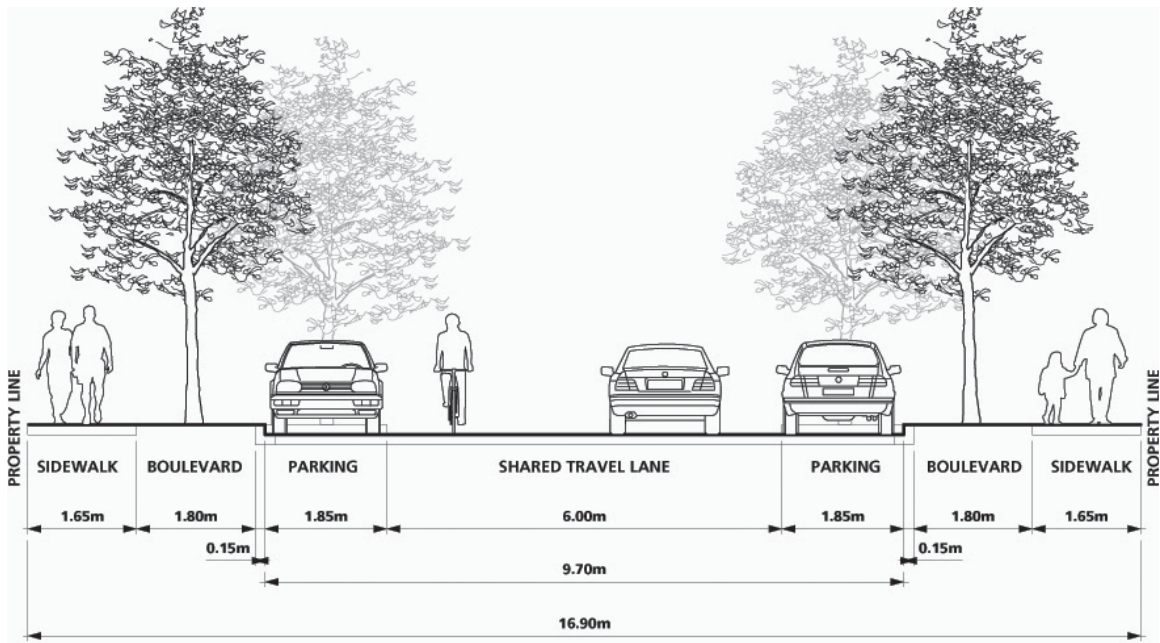 PROPERTY LINE
SIDEWALK BOULEVARD PARKING SHARED TRAVEL LANE PARKING BOULEVARD SIDEWALK
PROPERTY LINE
1.65m 1.80m 1.85m 6.00m 1.85m 1.80m 1.65m
0.15m 0.15m
9.70m
16.90m